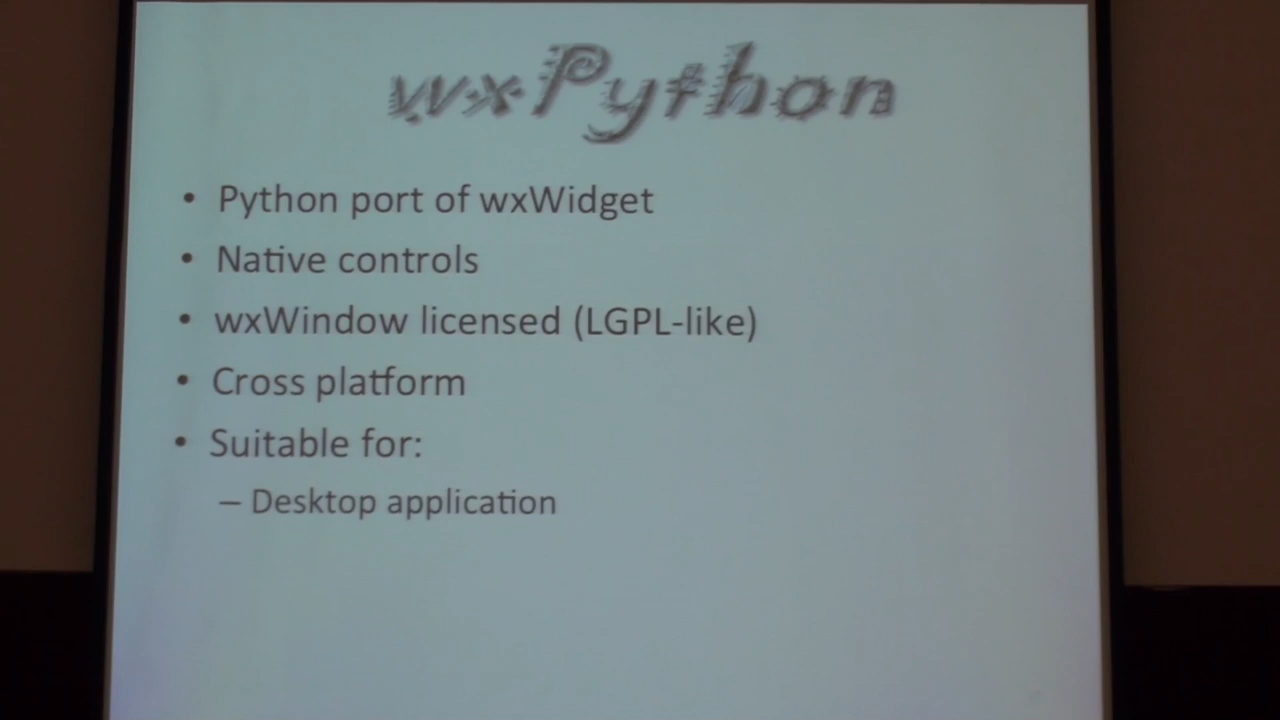 wxPython
• Python port of wxWidget
• Native controls
• wxWindow licensed (LGPL-like)
• Cross platform
• Suitable for:
– Desktop application